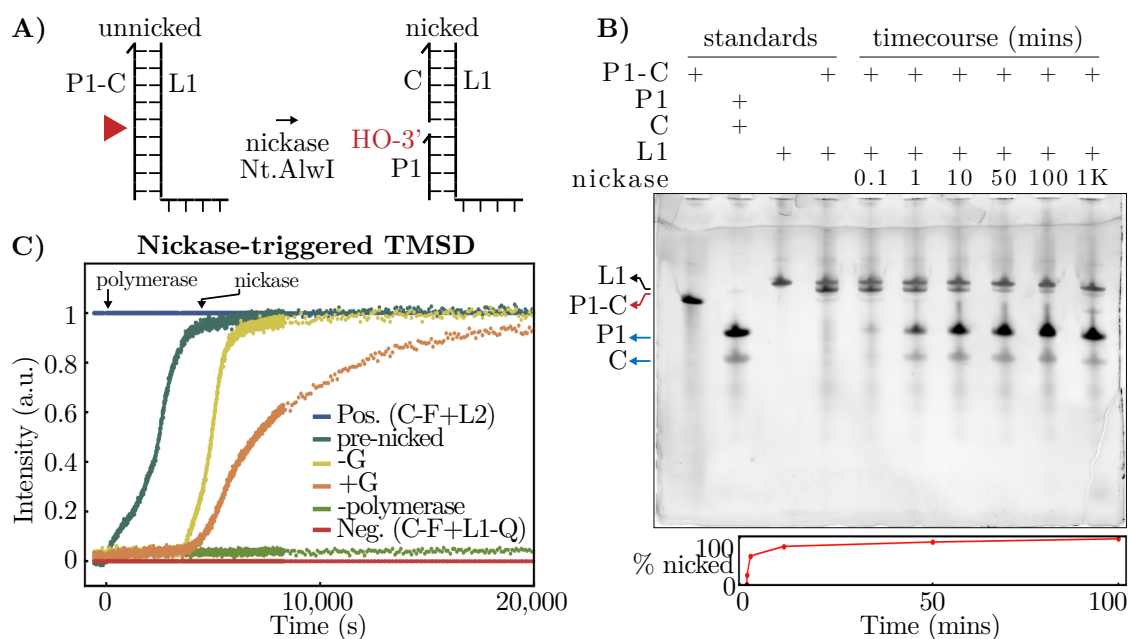 A)
unnicked
P1-C
L1
nickase
Nt.AlwI
nicked
C
L1
HO-3'
P1
B)
standards
timecourse (mins)
P1-C + + + + + + + +
P1 +
C +
L1 + + + + + + + +
nickase 0.1 1 10 50 100 1K
L1
P1-C
P1
C
% nicked
100
0
0 50 100
Time (mins)
C)
Nickase-triggered TMSD
polymerase
nickase
Intensity (a.u.)
1
0.8
0.6
0.4
0.2
0
Pos. (C-F+L2)
pre-nicked
-G
+G
-polymerase
Neg. (C-F+L1-Q)
0 10,000 20,000
Time (s)